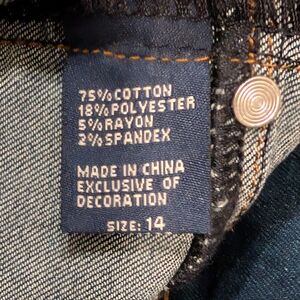 75% COTTON
18% POLYESTER
5% RAYON
2% SPANDEX
MADE IN CHINA
EXCLUSIVE OF
DECORATION
SIZE: 14